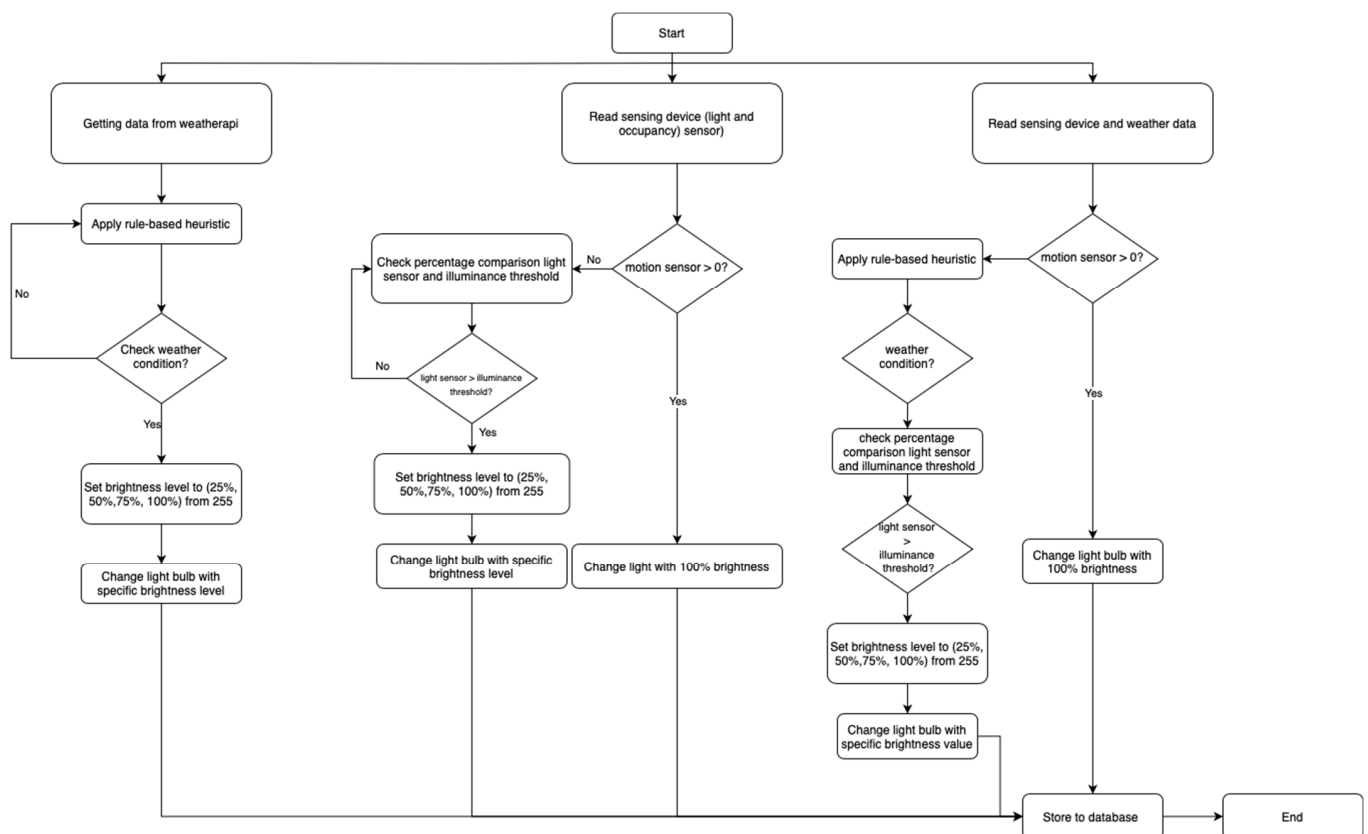 Start
Getting data from weatherapi
Read sensing device (light and
occupancy) sensor)
Read sensing device and weather data
Apply rule-based heuristic
No
Check weather
condition?
Yes
Set brightness level to (25%,
50%,75%, 100%) from 255
Change light bulb with
specific brightness level
motion sensor > 0?
No
Check percentage comparison light
sensor and illuminance threshold
No
light sensor > illuminance
threshold?
Yes
Set brightness level to (25%,
50%,75%, 100%) from 255
Change light bulb with specific
brightness level
Yes
Change light with 100% brightness
motion sensor > 0?
Apply rule-based heuristic
weather
condition?
check percentage
comparison light sensor
and illuminance threshold
light sensor
>
illuminance
threshold?
Set brightness level to (25%,
50%,75%, 100%) from 255
Change light bulb with
specific brightness value
Yes
Change light bulb with
100% brightness
Store to database
End